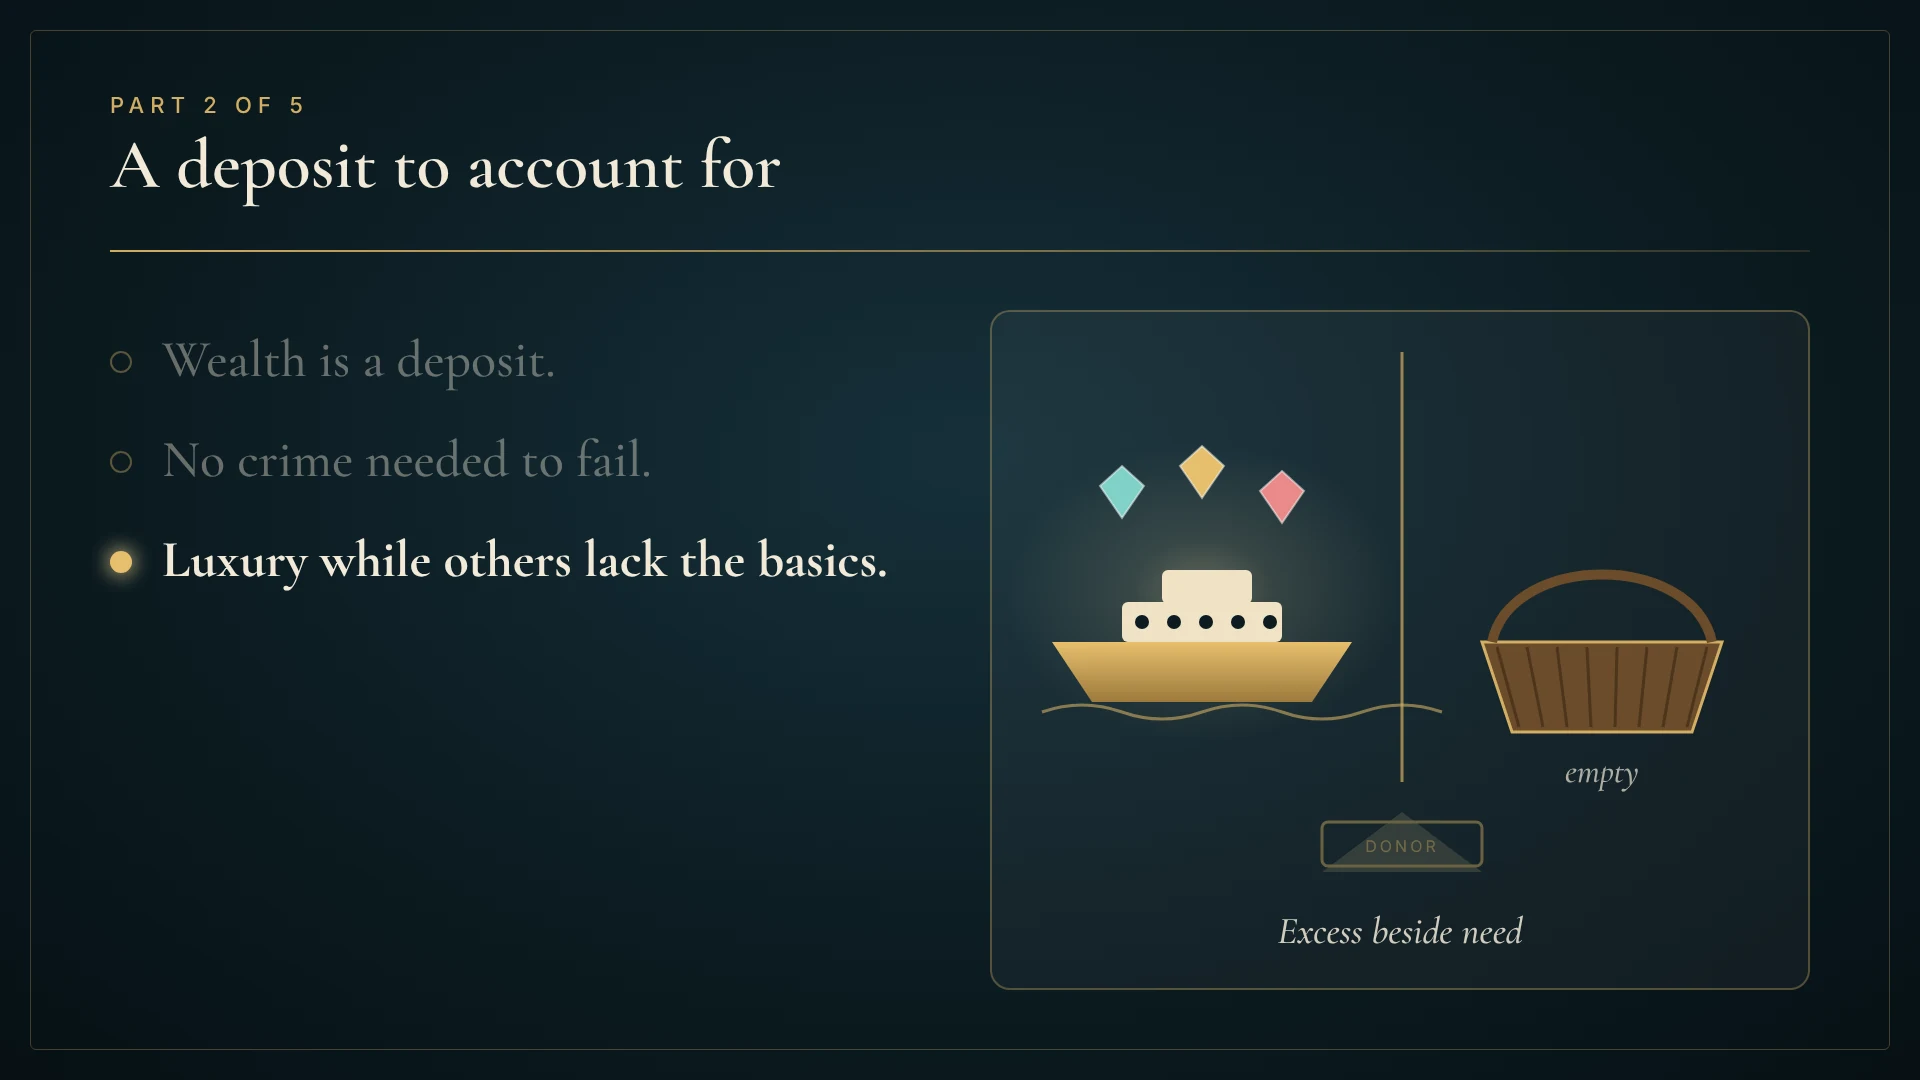 PART 2 OF 5
A deposit to account for
Wealth is a deposit.
No crime needed to fail.
Luxury while others lack the basics.
empty
DONOR
Excess beside need